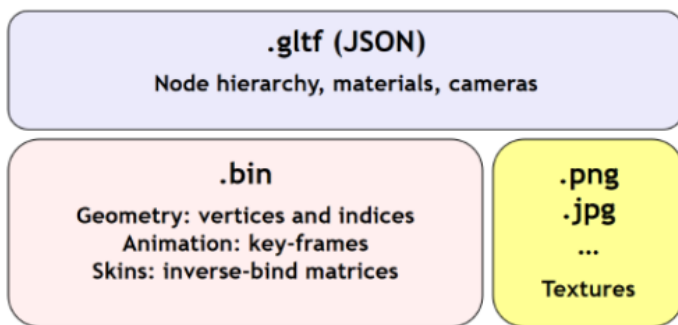 .gltf (JSON)
Node hierarchy, materials, cameras
.bin
Geometry: vertices and indices
Animation: key-frames
Skins: inverse-bind matrices
.png
.jpg
...
Textures